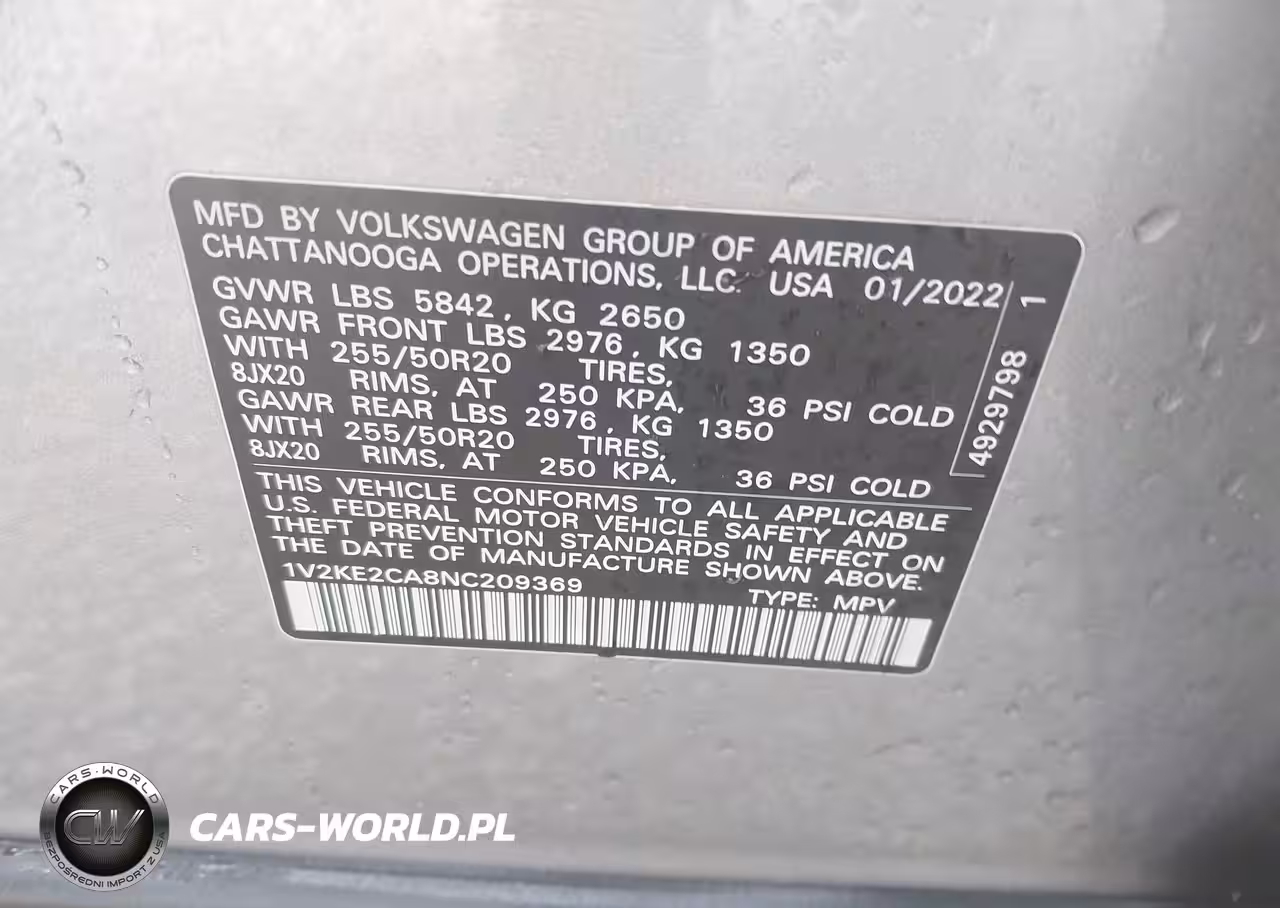 MFD BY VOLKSWAGEN GROUP OF AMERICA
CHATTANOOGA OPERATIONS, LLC. USA 01/2022
GVWR LBS 5842, KG 2650
GAWR FRONT LBS 2976, KG 1350
WITH 255/50R20 TIRES,
8JX20 RIMS, AT 250 KPA, 36 PSI COLD
GAWR REAR LBS 2976, KG 1350
WITH 255/50R20 TIRES,
8JX20 RIMS, AT 250 KPA, 36 PSI COLD
4929798 1
THIS VEHICLE CONFORMS TO ALL APPLICABLE
U.S. FEDERAL MOTOR VEHICLE SAFETY AND
THEFT PREVENTION STANDARDS IN EFFECT ON
THE DATE OF MANUFACTURE SHOWN ABOVE.
1V2KE2CA8NC209369 TYPE: MPV
CARS-WORLD
CW
BEZPOŚREDNI IMPORT Z USA
CARS-WORLD.PL